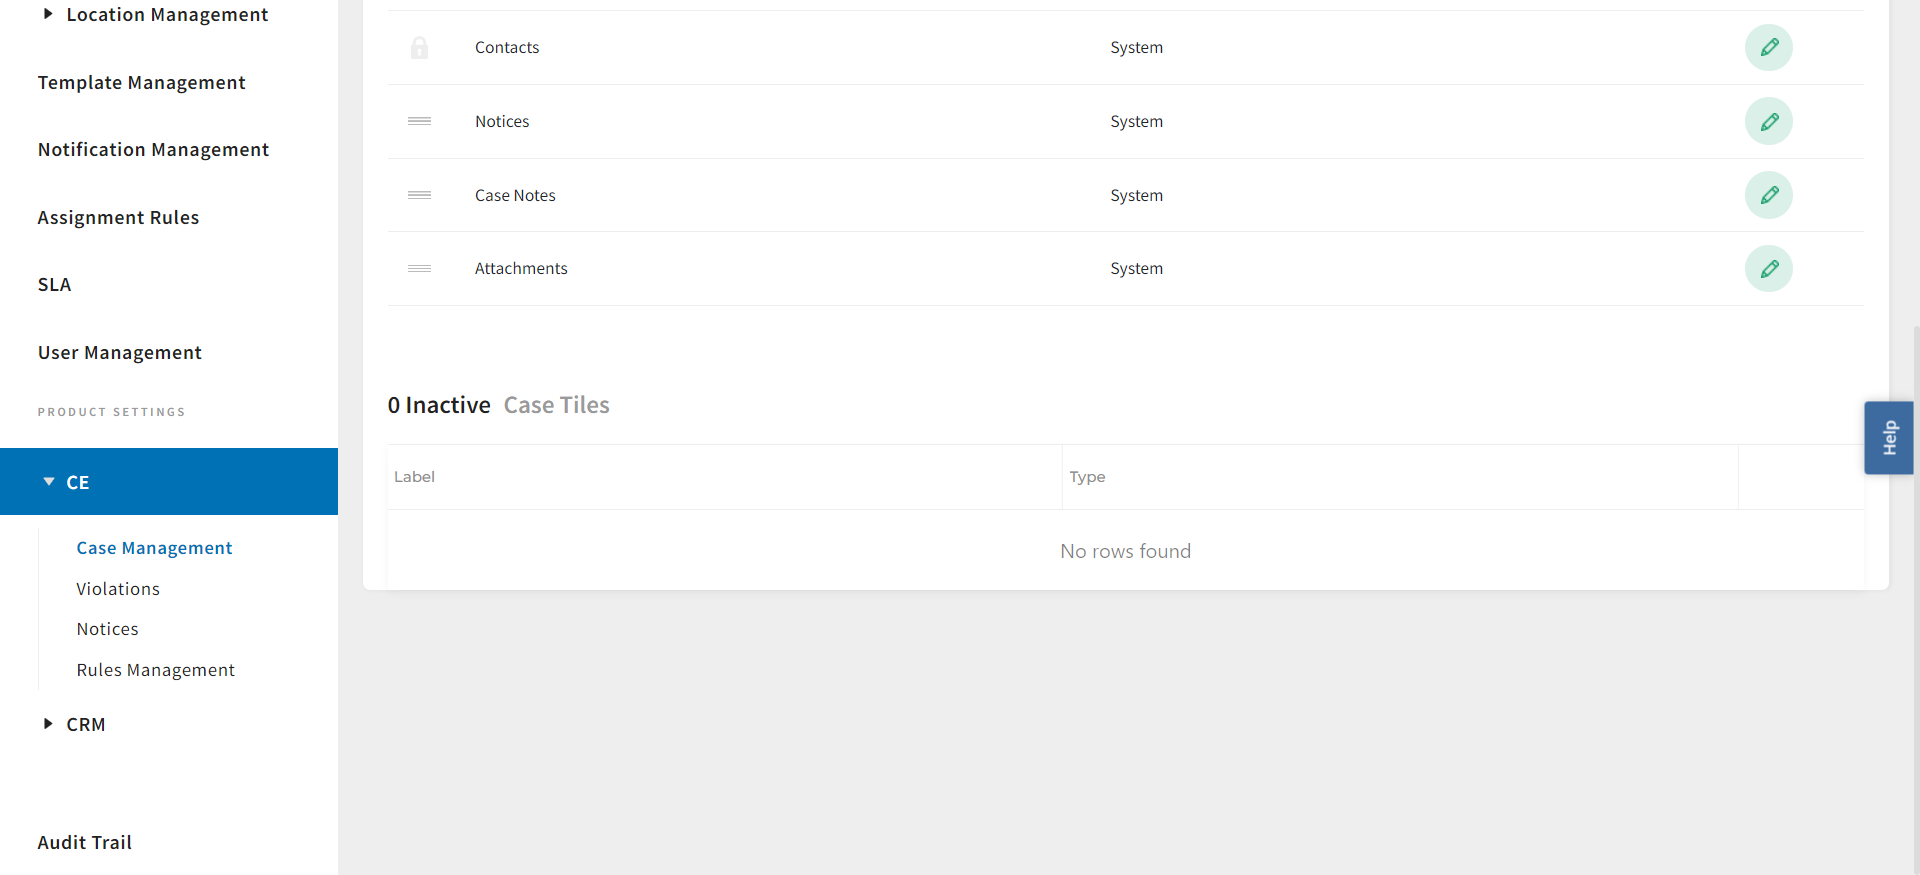 Location Management
Template Management
Notification Management
Assignment Rules
SLA
User Management
PRODUCT SETTINGS
CE
Case Management
Violations
Notices
Rules Management
CRM
Audit Trail
Contacts System
Notices System
Case Notes System
Attachments System
0 Inactive Case Tiles
Label Type
No rows found
Help